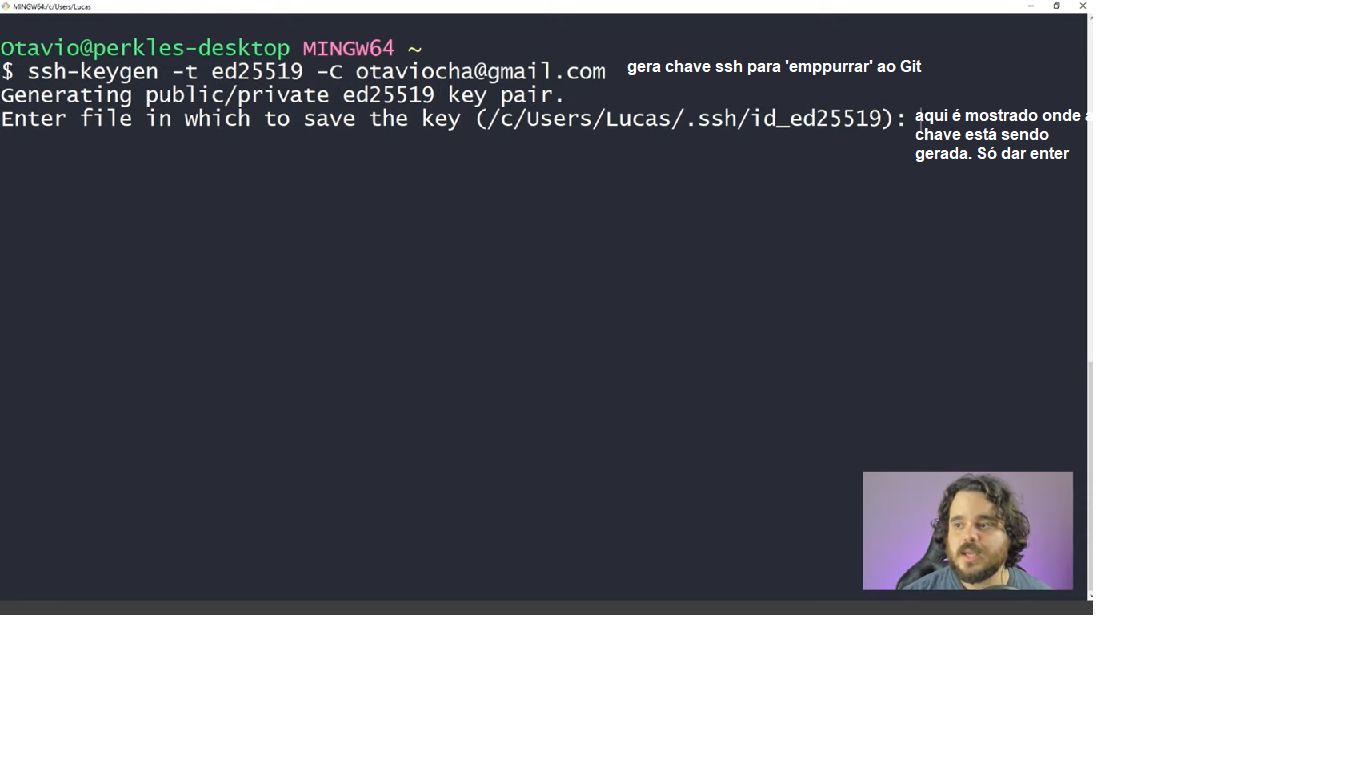 MINGW64:/c/Users/Lucas
Otavio@perkles-desktop MINGW64 ~
$ ssh-keygen -t ed25519 -C otaviocha@gmail.com gera chave ssh para 'emppurrar' ao Git
Generating public/private ed25519 key pair.
Enter file in which to save the key (/c/Users/Lucas/.ssh/id_ed25519): aqui é mostrado onde a
chave está sendo
gerada. Só dar enter